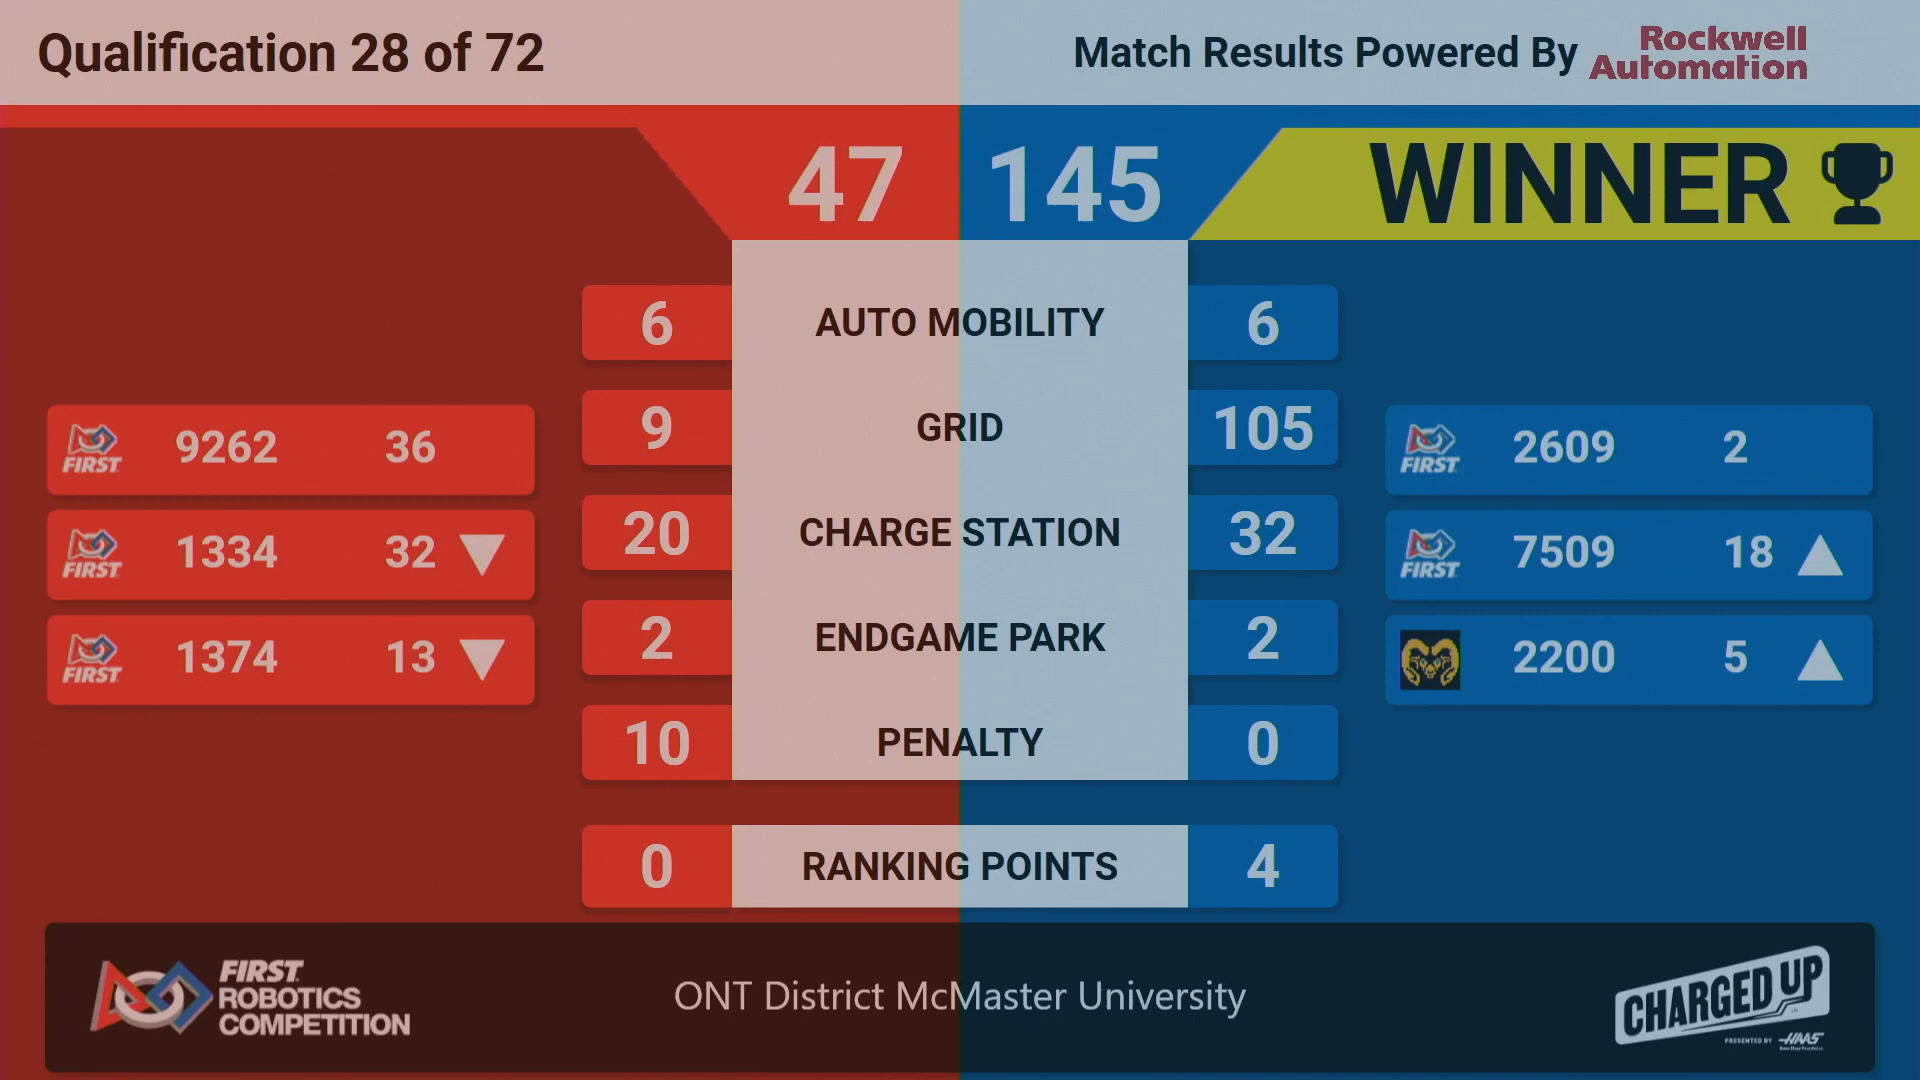 Qualification 28 of 72
Match Results Powered By
Rockwell
Automation
47 145 WINNER
6 AUTO MOBILITY 6
9 GRID 105
FIRST 9262 36
FIRST 2609 2
20 CHARGE STATION 32
FIRST 1334 32
FIRST 7509 18
2 ENDGAME PARK 2
FIRST 1374 13
2200 5
10 PENALTY 0
0 RANKING POINTS 4
FIRST
ROBOTICS
COMPETITION
ONT District McMaster University
CHARGED UP
PRESENTED BY HAAS